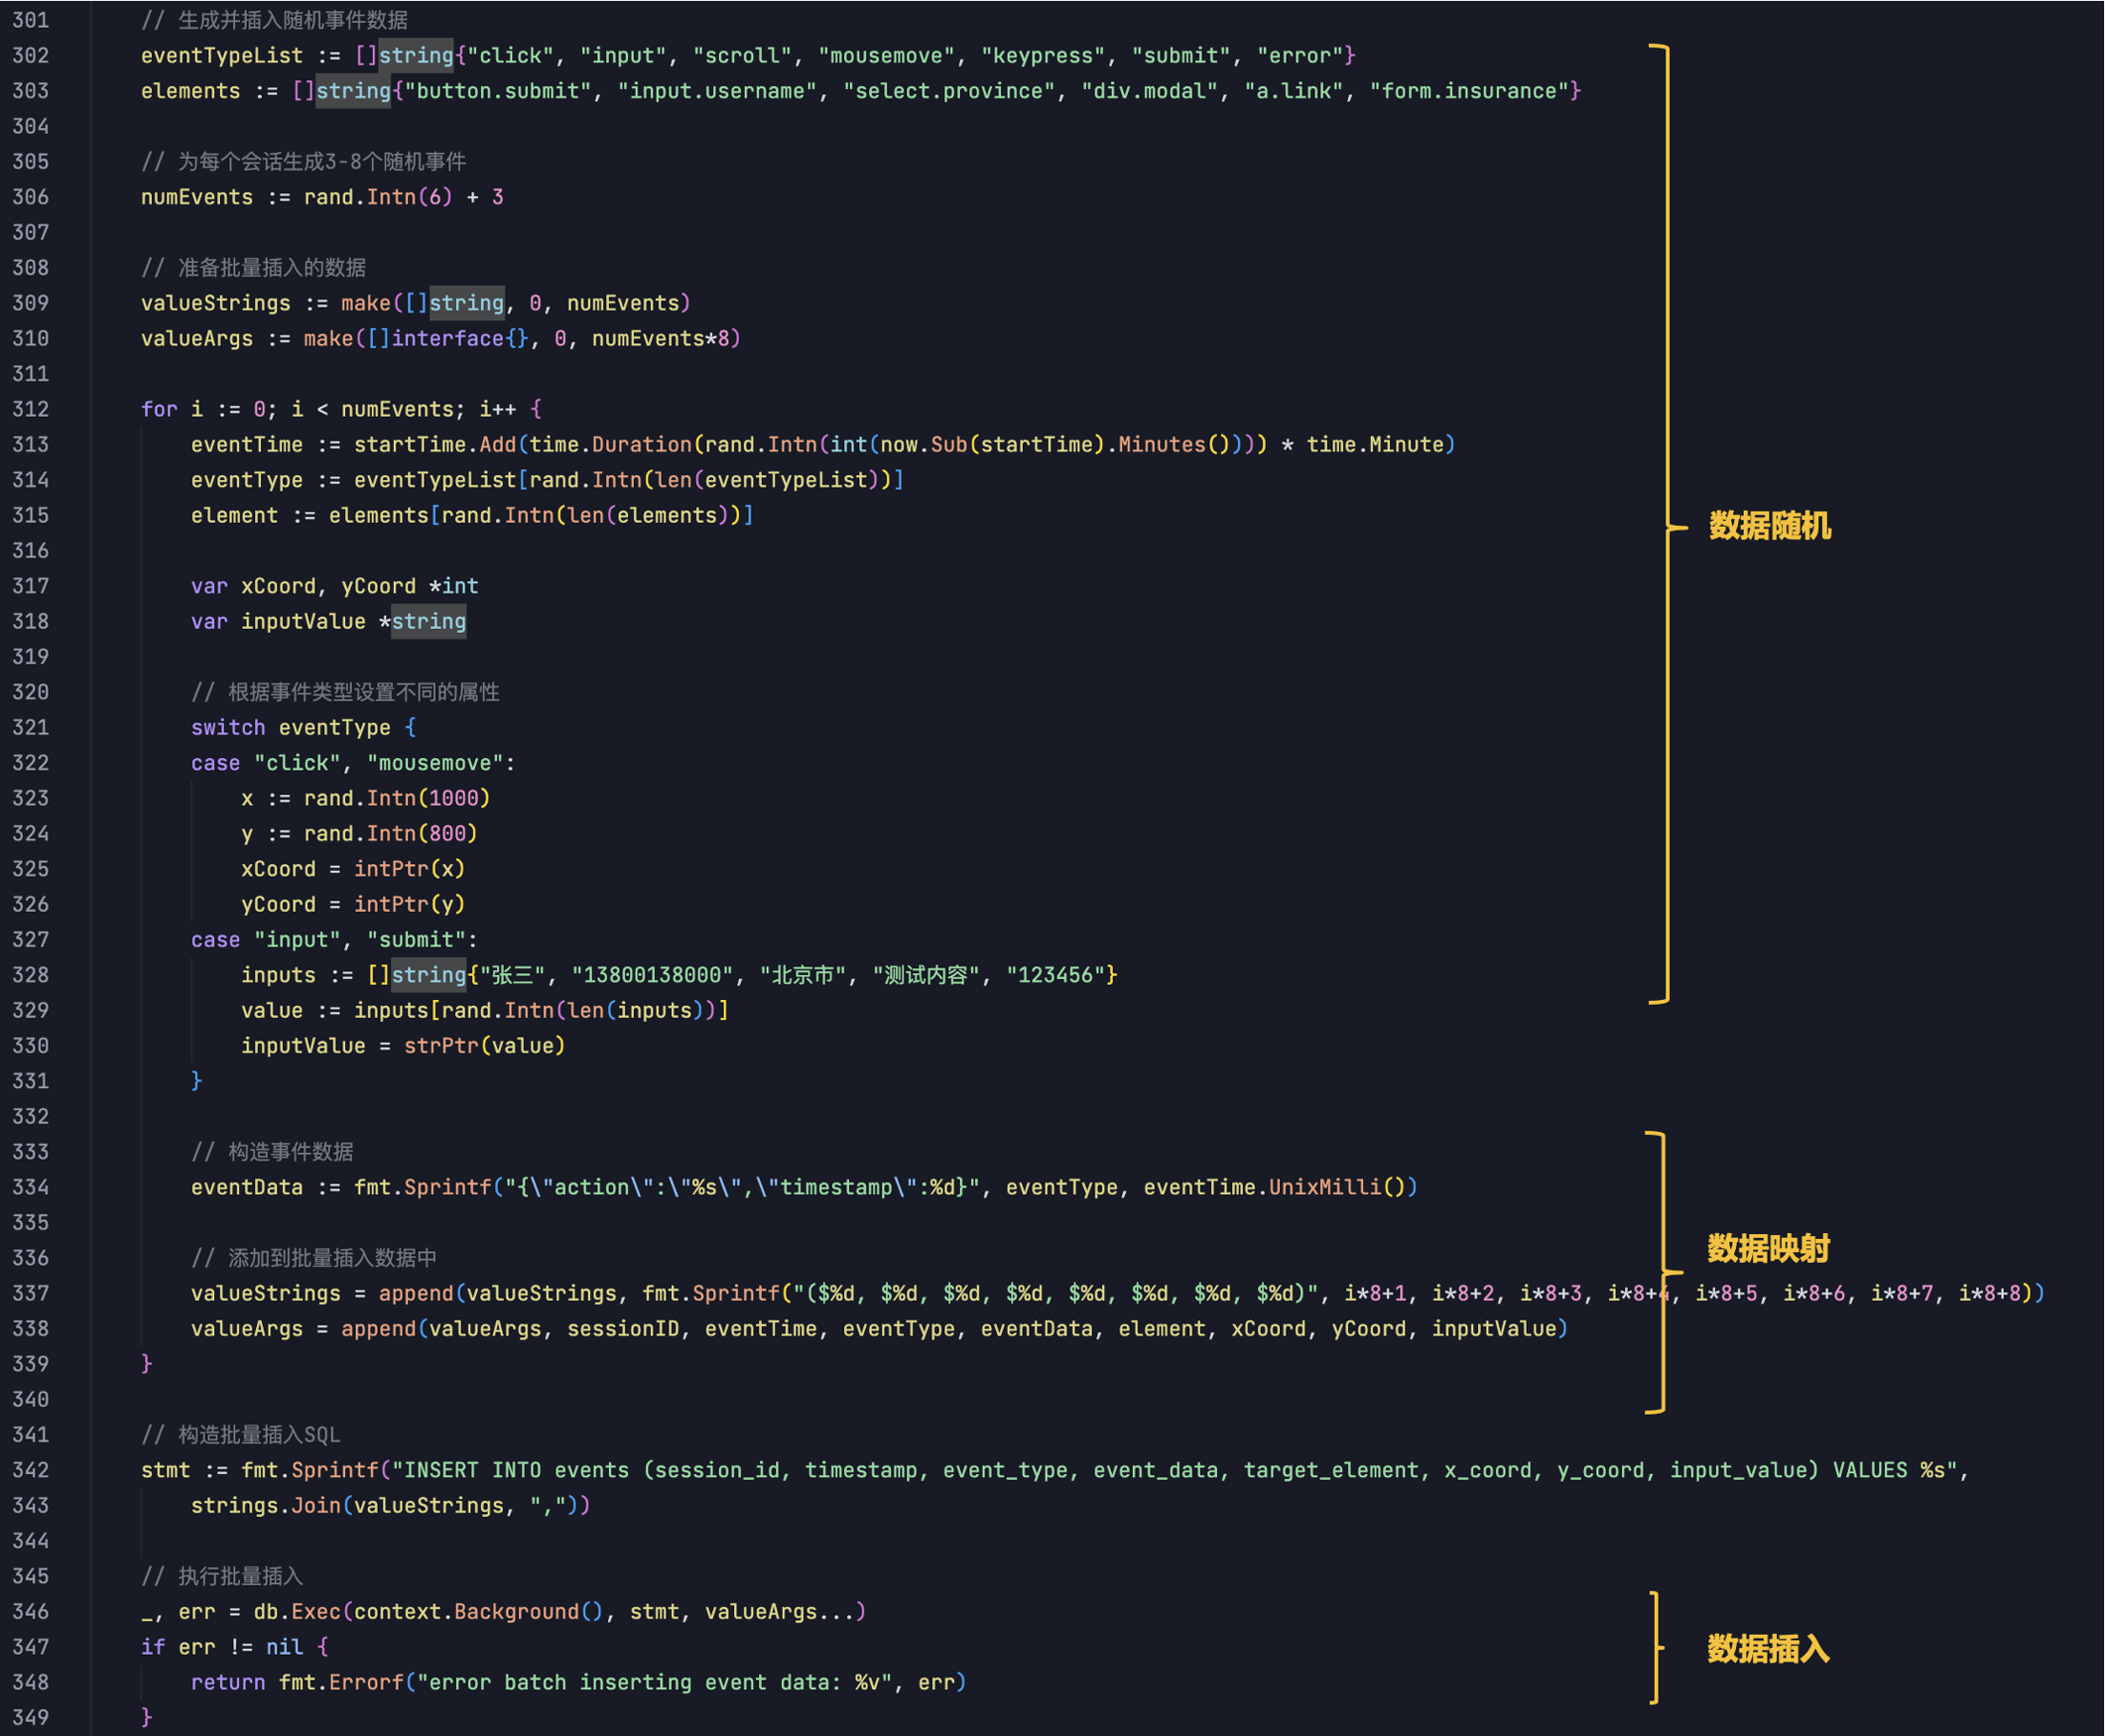 301 // 生成并插入随机事件数据
302 eventTypeList := []string{"click", "input", "scroll", "mousemove", "keypress", "submit", "error"}
303 elements := []string{"button.submit", "input.username", "select.province", "div.modal", "a.link", "form.insurance"}
304
305 // 为每个会话生成3-8个随机事件
306 numEvents := rand.Intn(6) + 3
307
308 // 准备批量插入的数据
309 valueStrings := make([]string, 0, numEvents)
310 valueArgs := make([]interface{}, 0, numEvents*8)
311
312 for i := 0; i < numEvents; i++ {
313 eventTime := startTime.Add(time.Duration(rand.Intn(int(now.Sub(startTime).Minutes()))) * time.Minute)
314 eventType := eventTypeList[rand.Intn(len(eventTypeList))]
315 element := elements[rand.Intn(len(elements))]
数据随机
316
317 var xCoord, yCoord *int
318 var inputValue *string
319
320 // 根据事件类型设置不同的属性
321 switch eventType {
322 case "click", "mousemove":
323 x := rand.Intn(1000)
324 y := rand.Intn(800)
325 xCoord = intPtr(x)
326 yCoord = intPtr(y)
327 case "input", "submit":
328 inputs := []string{"张三", "13800138000", "北京市", "测试内容", "123456"}
329 value := inputs[rand.Intn(len(inputs))]
330 inputValue = strPtr(value)
331 }
332
333 // 构造事件数据
334 eventData := fmt.Sprintf("{\"action\":\"%s\",\"timestamp\":%d}", eventType, eventTime.UnixMilli())
335
数据映射
336 // 添加到批量插入数据中
337 valueStrings = append(valueStrings, fmt.Sprintf("($%d, $%d, $%d, $%d, $%d, $%d, $%d, $%d)", i*8+1, i*8+2, i*8+3, i*8+4, i*8+5, i*8+6, i*8+7, i*8+8))
338 valueArgs = append(valueArgs, sessionID, eventTime, eventType, eventData, element, xCoord, yCoord, inputValue)
339 }
340
341 // 构造批量插入SQL
342 stmt := fmt.Sprintf("INSERT INTO events (session_id, timestamp, event_type, event_data, target_element, x_coord, y_coord, input_value) VALUES %s",
343 strings.Join(valueStrings, ","))
344
345 // 执行批量插入
346 _, err = db.Exec(context.Background(), stmt, valueArgs...)
347 if err != nil {
数据插入
348 return fmt.Errorf("error batch inserting event data: %v", err)
349 }